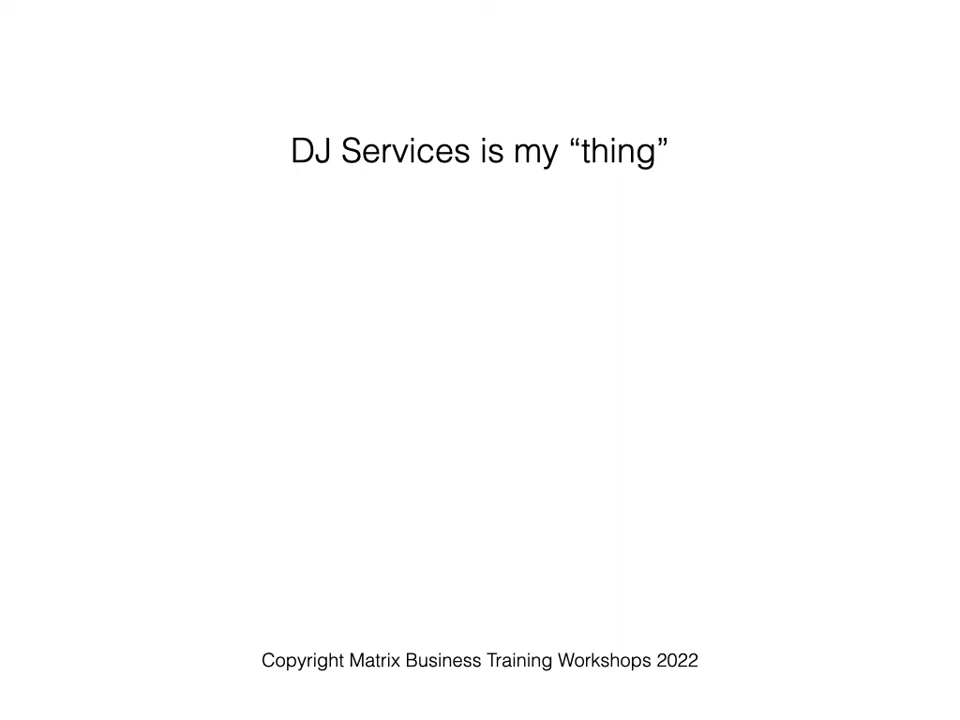 DJ Services is my “thing”
Copyright Matrix Business Training Workshops 2022